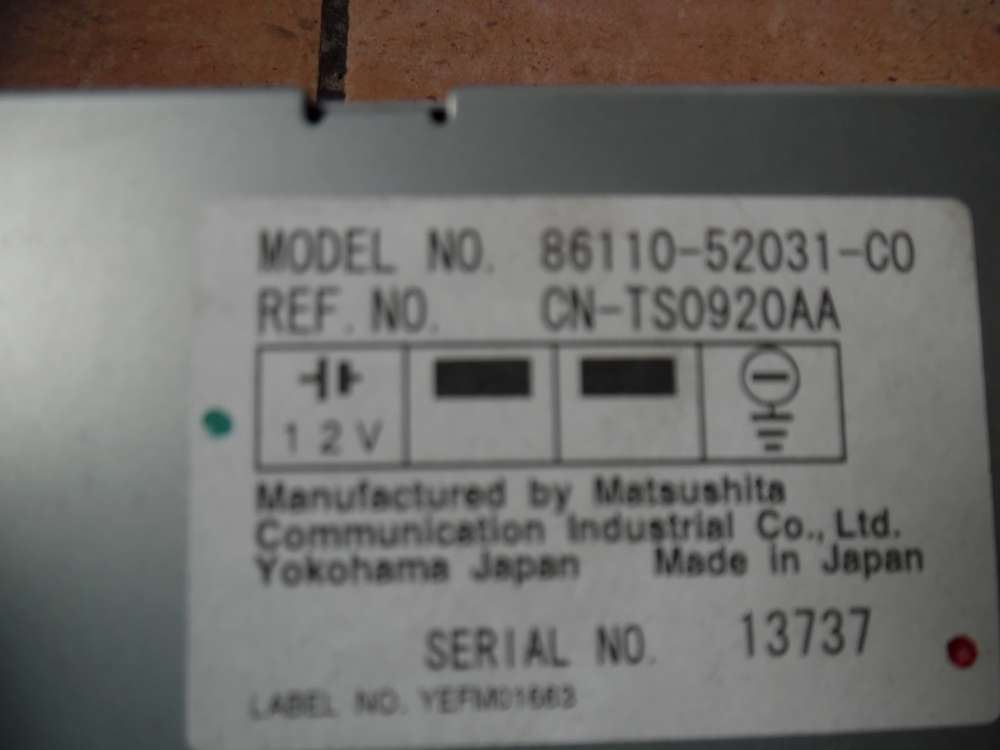 MODEL NO. 86110-52031-C0
REF. NO. CN-TS0920AA
12V
Manufactured by Matsushita
Communication Industrial Co., Ltd.
Yokohama Japan Made in Japan
SERIAL NO. 13737
LABEL NO. YEFM01663